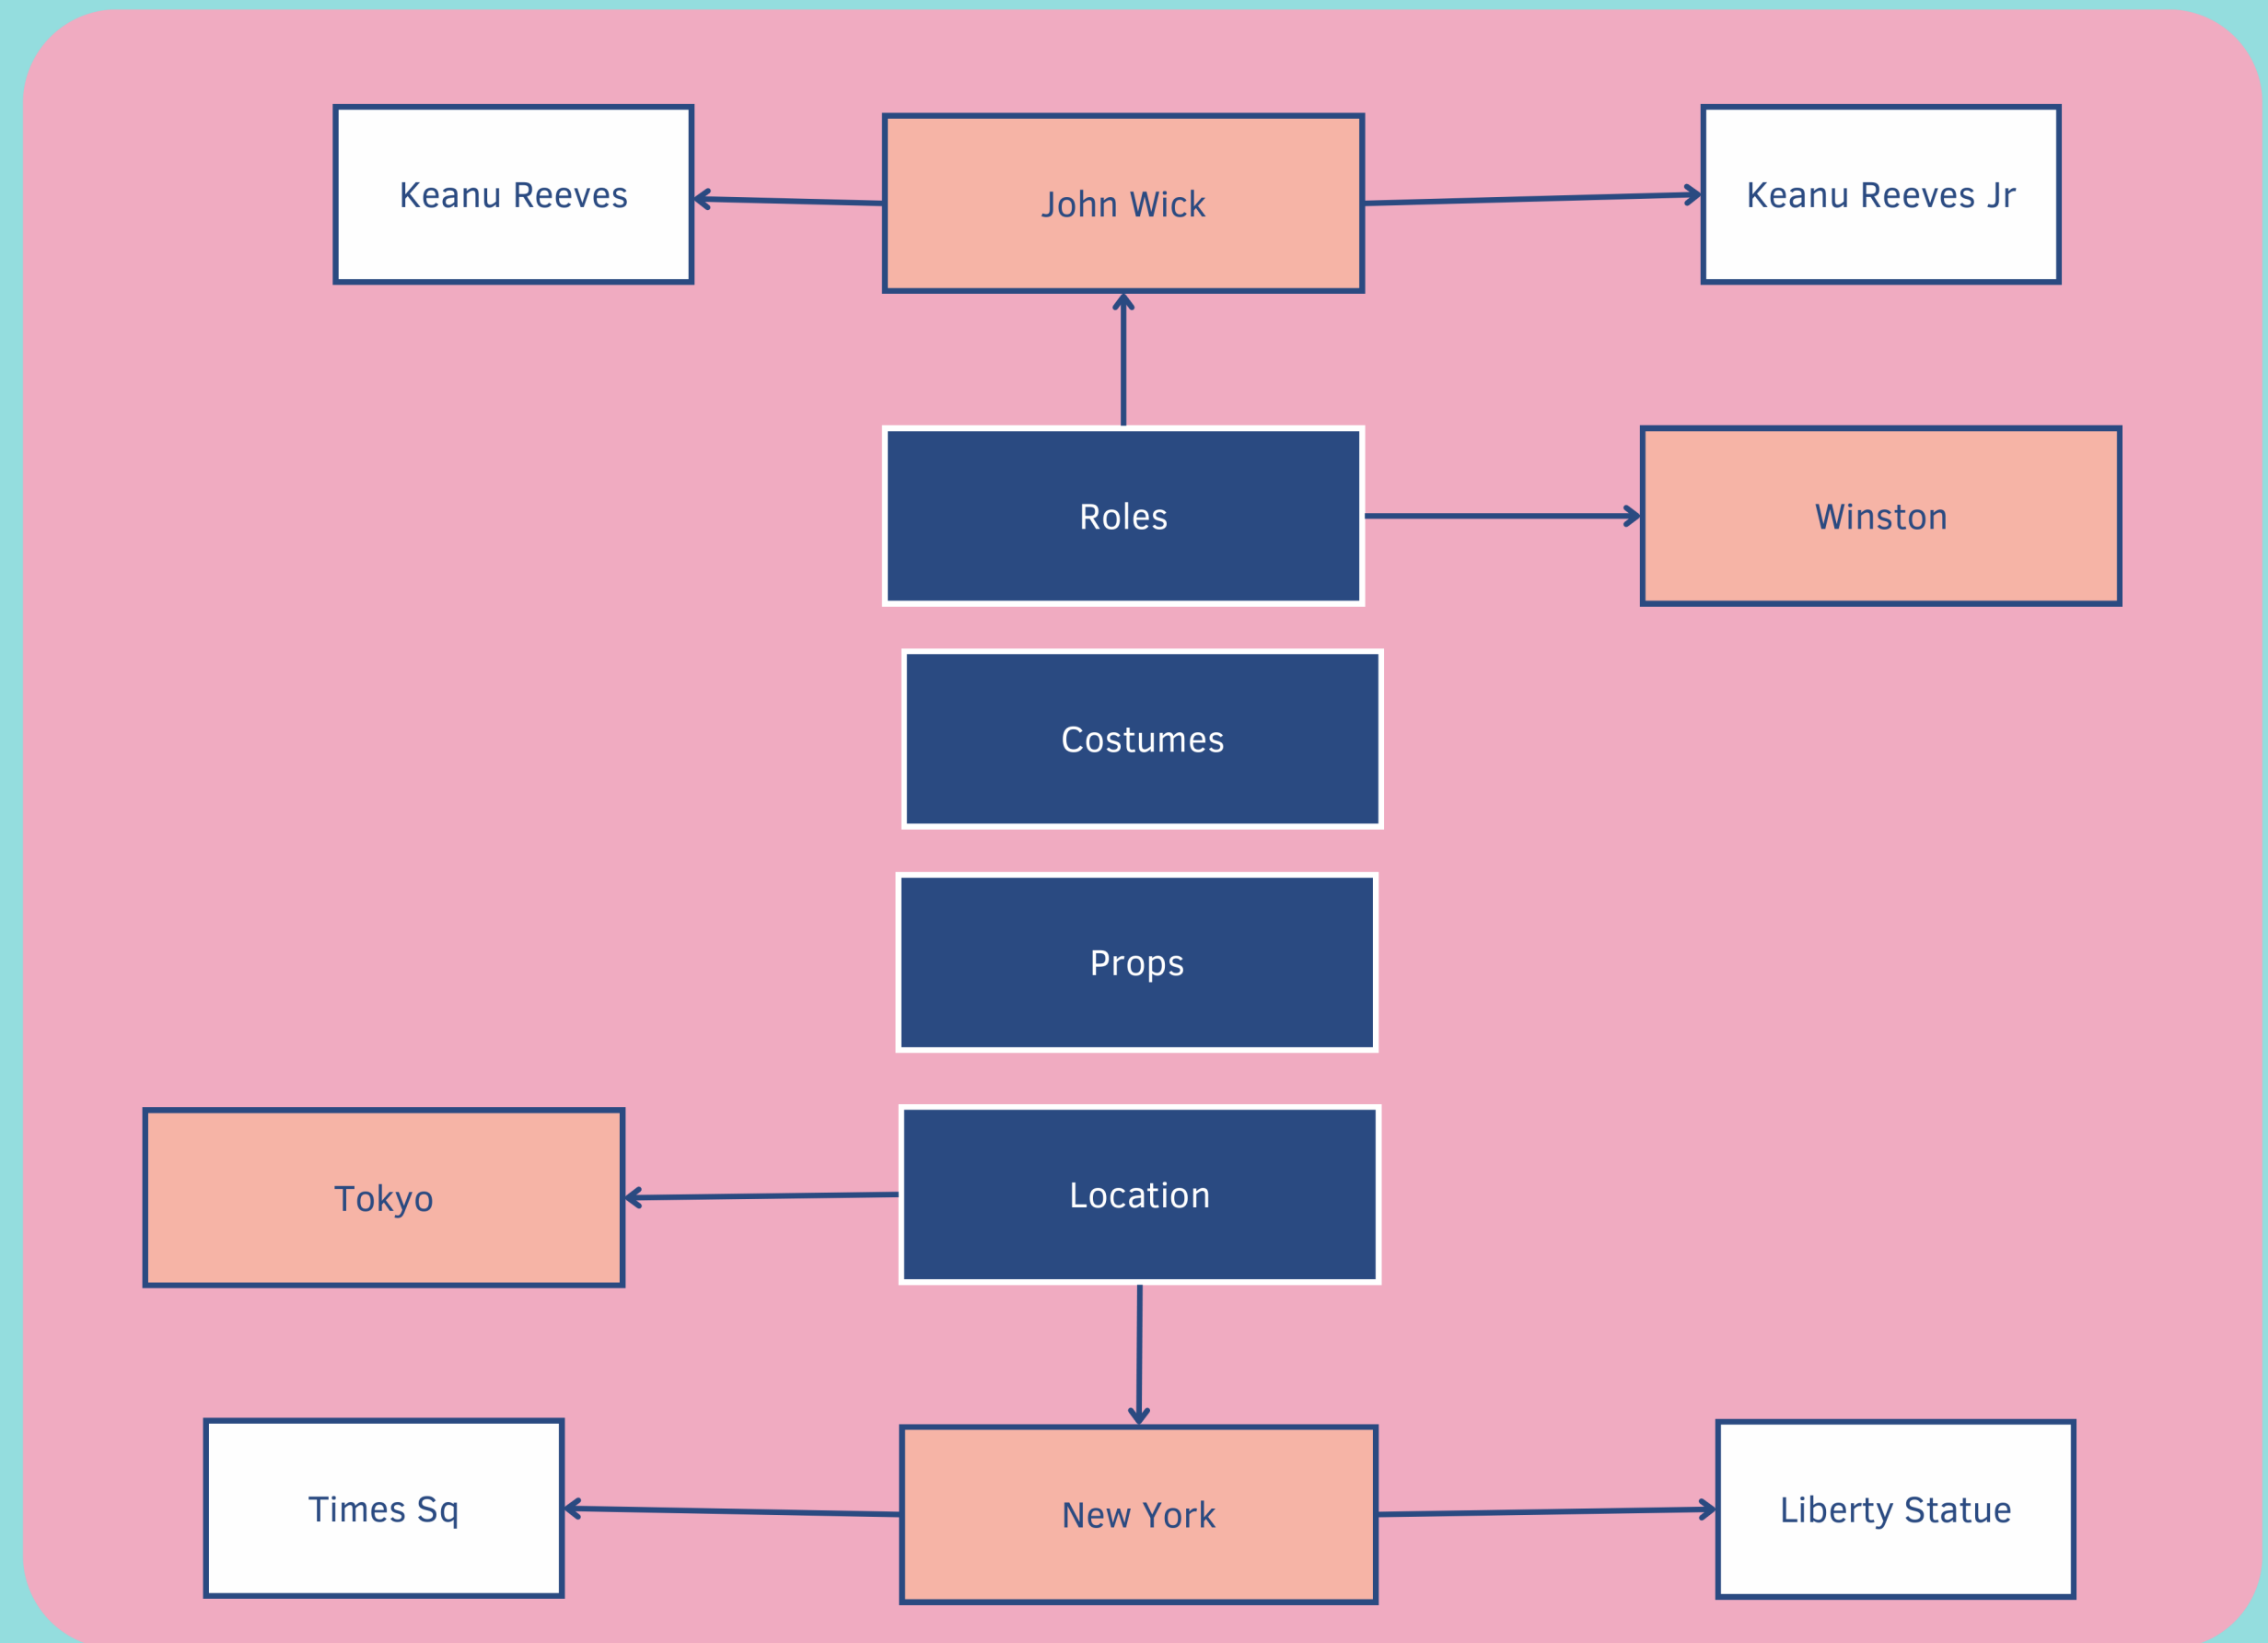 Keanu Reeves
John Wick
Keanu Reeves Jr
Roles
Winston
Costumes
Props
Tokyo
Location
Times Sq
New York
Liberty Statue